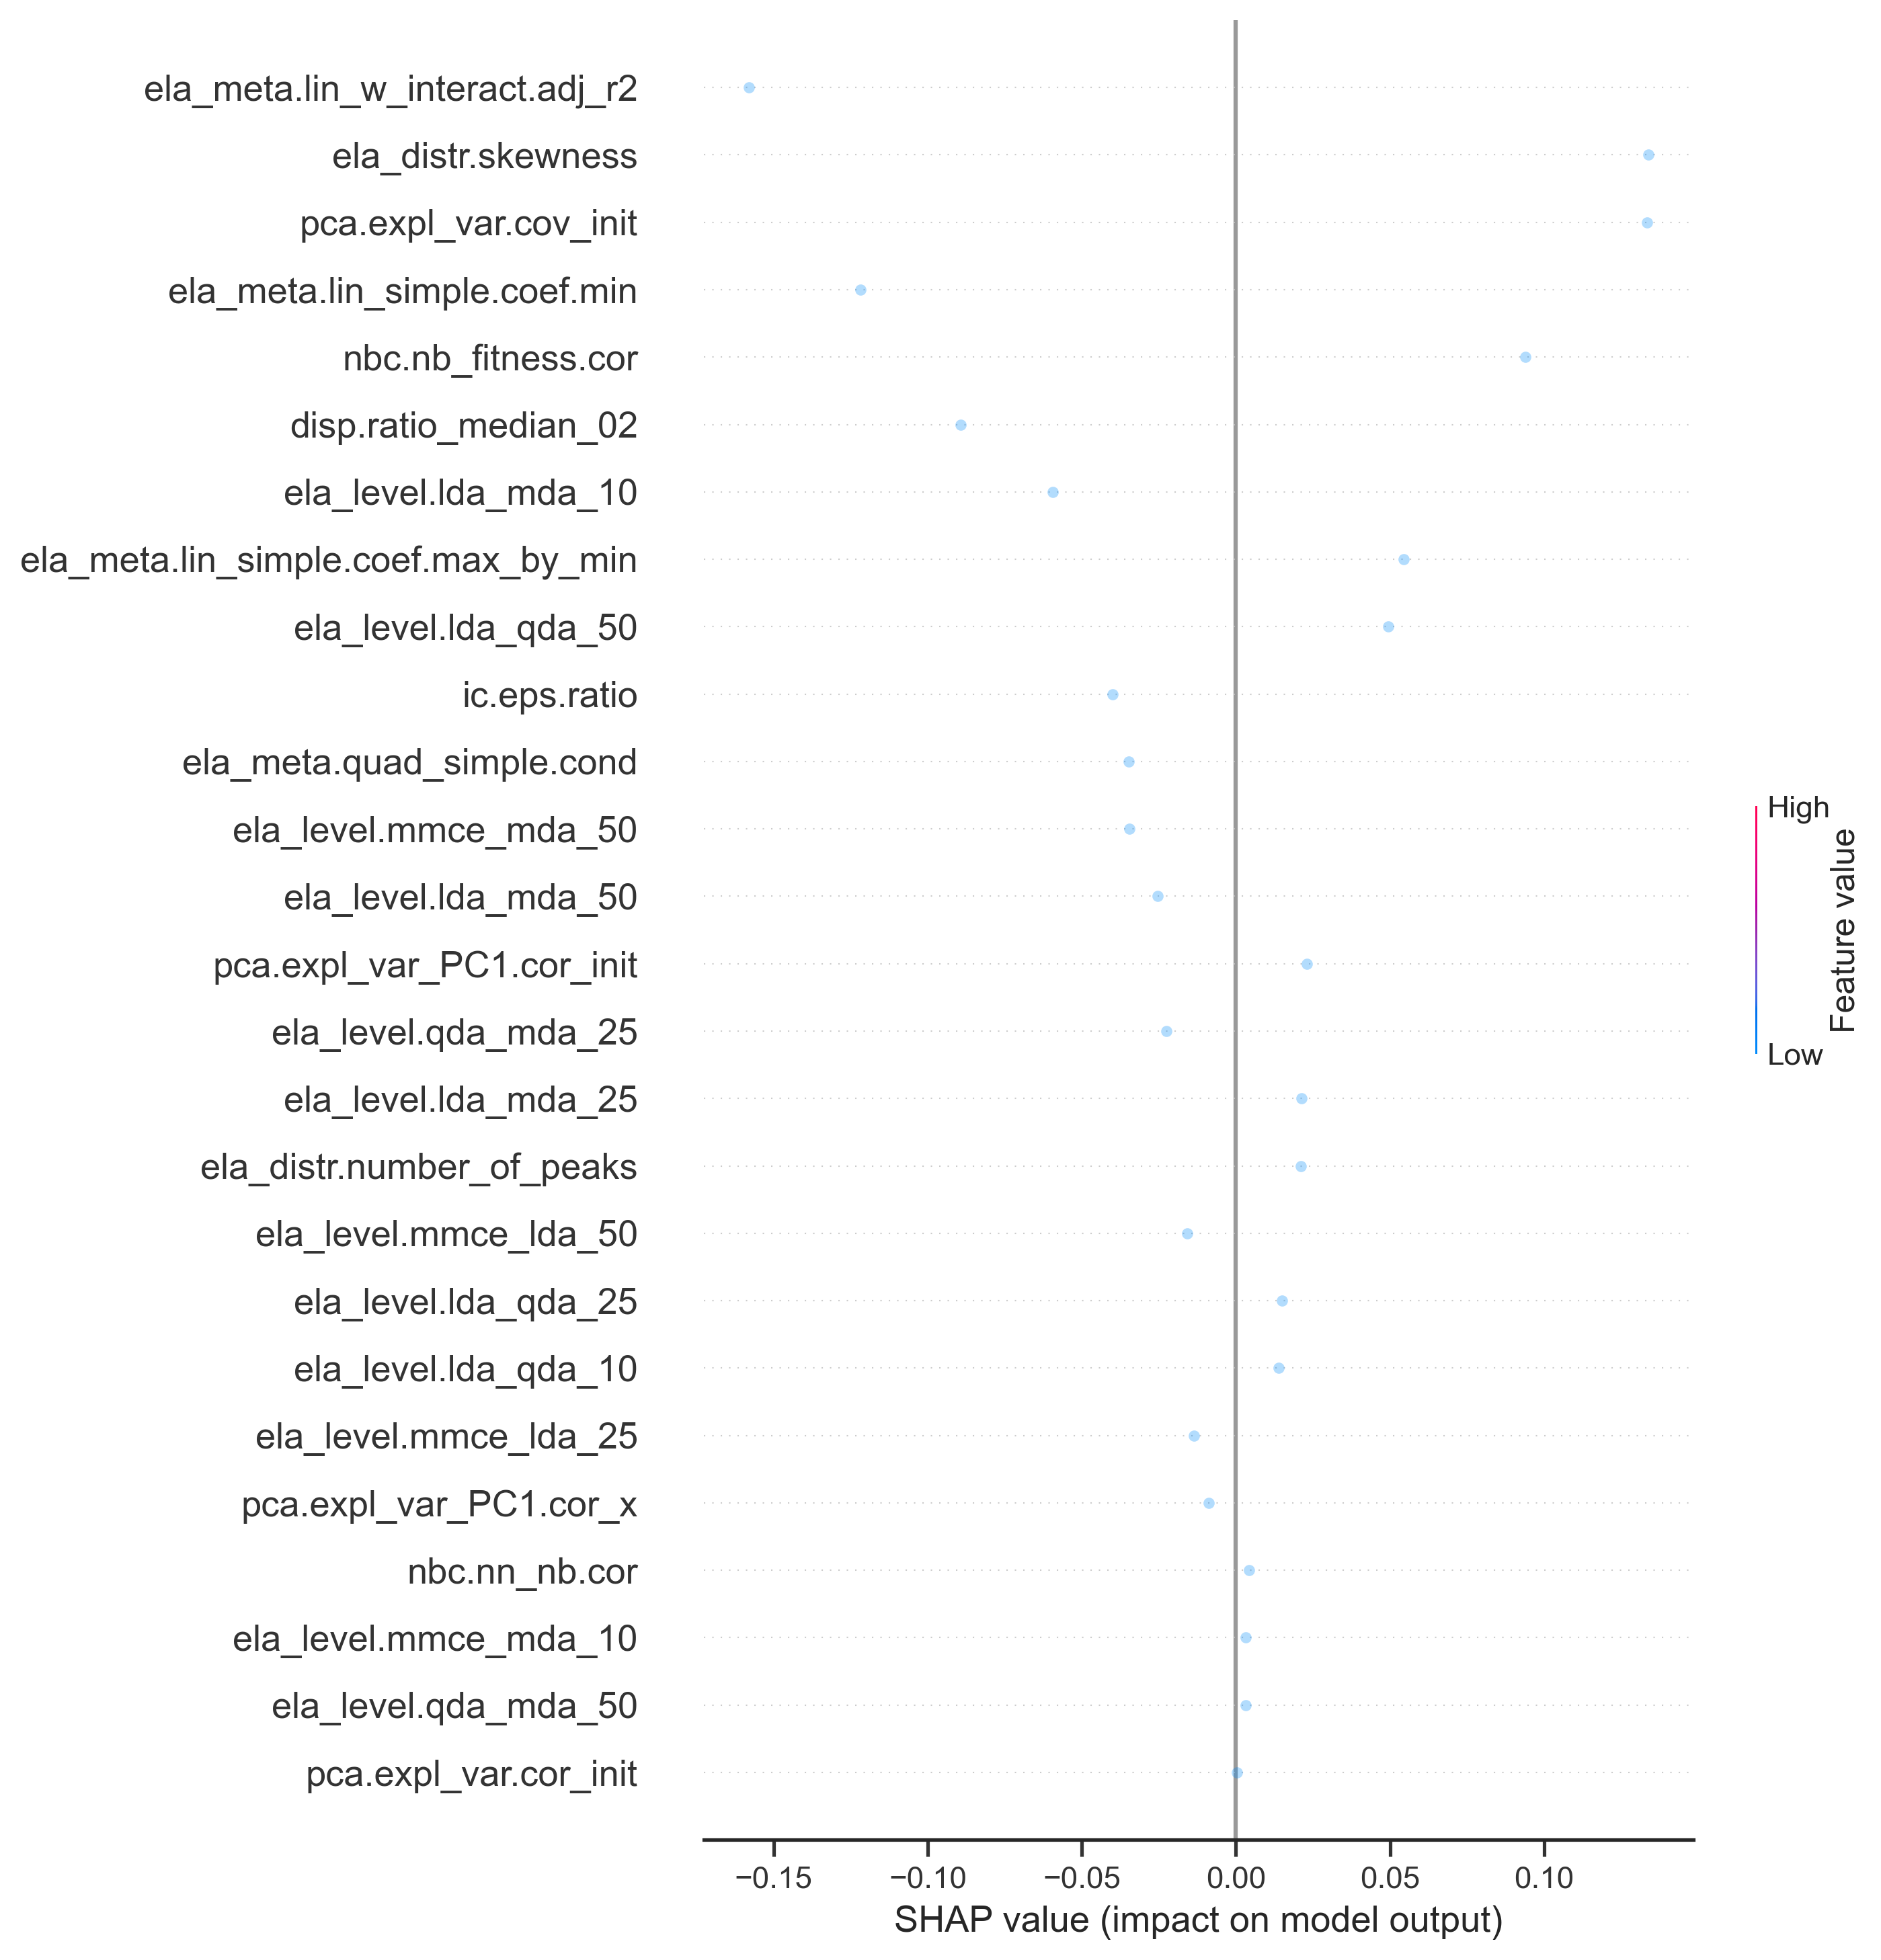 ela_meta.lin_w_interact.adj_r2
ela_distr.skewness
pca.expl_var.cov_init
ela_meta.lin_simple.coef.min
nbc.nb_fitness.cor
disp.ratio_median_02
ela_level.lda_mda_10
ela_meta.lin_simple.coef.max_by_min
ela_level.lda_qda_50
ic.eps.ratio
ela_meta.quad_simple.cond
ela_level.mmce_mda_50
ela_level.lda_mda_50
pca.expl_var_PC1.cor_init
ela_level.qda_mda_25
ela_level.lda_mda_25
ela_distr.number_of_peaks
ela_level.mmce_lda_50
ela_level.lda_qda_25
ela_level.lda_qda_10
ela_level.mmce_lda_25
pca.expl_var_PC1.cor_x
nbc.nn_nb.cor
ela_level.mmce_mda_10
ela_level.qda_mda_50
pca.expl_var.cor_init
−0.15 −0.10 −0.05 0.00 0.05 0.10
SHAP value (impact on model output)
High
Feature value
Low